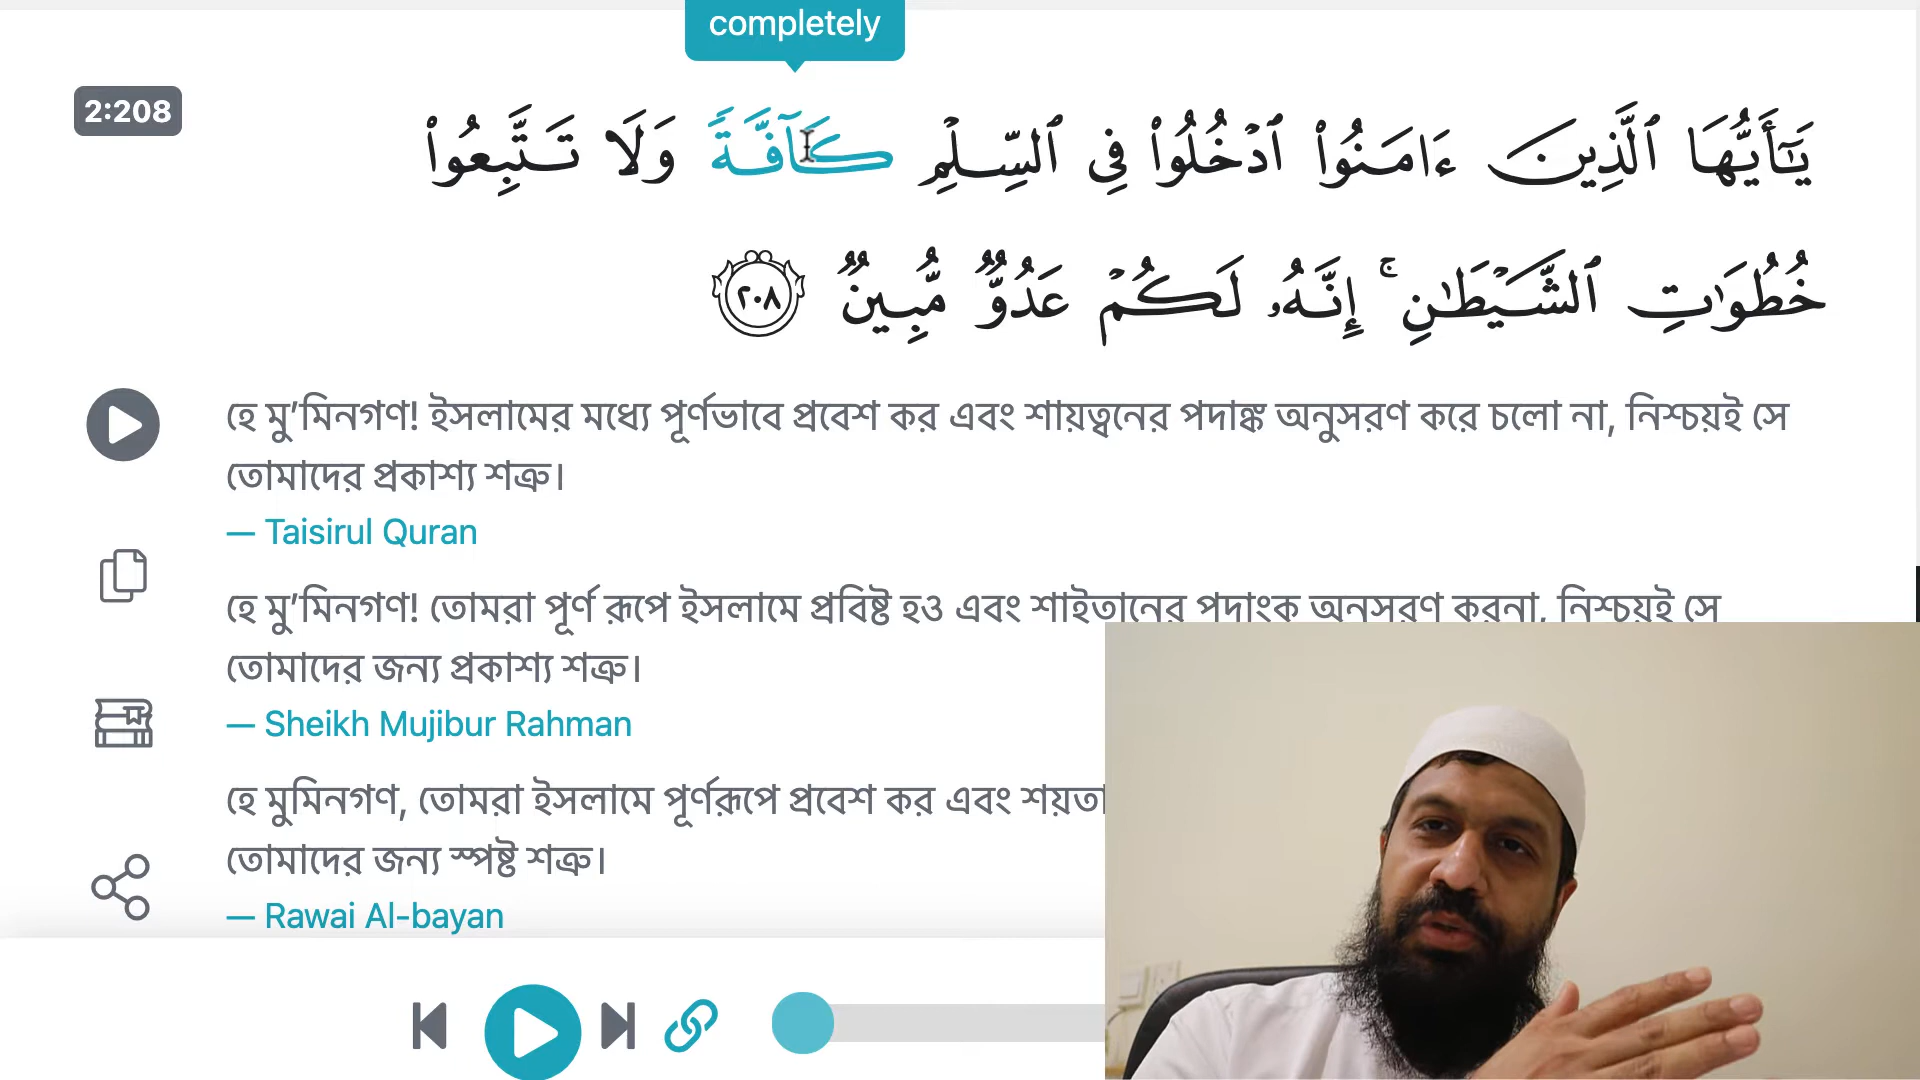 completely
2:208
يَـٰٓأَيُّهَا ٱلَّذِينَ ءَامَنُوا۟ ٱدْخُلُوا۟ فِى ٱلسِّلْمِ كَآفَّةً وَلَا تَتَّبِعُوا۟
خُطُوَٰتِ ٱلشَّيْطَـٰنِ ۚ إِنَّهُۥ لَكُمْ عَدُوٌّ مُّبِينٌ ٢٠٨
হে মু’মিনগণ! ইসলামের মধ্যে পূর্ণভাবে প্রবেশ কর এবং শায়ত্বনের পদাঙ্ক অনুসরণ করে চলো না, নিশ্চয়ই সে
তোমাদের প্রকাশ্য শত্রু।
— Taisirul Quran
হে মু’মিনগণ! তোমরা পূর্ণ রূপে ইসলামে প্রবিষ্ট হও এবং শাইতানের পদাংক অনুসরণ করনা, নিশ্চয়ই সে
তোমাদের জন্য প্রকাশ্য শত্রু।
— Sheikh Mujibur Rahman
হে মুমিনগণ, তোমরা ইসলামে পূর্ণরূপে প্রবেশ কর এবং
তোমাদের জন্য স্পষ্ট শত্রু।
— Rawai Al-bayan